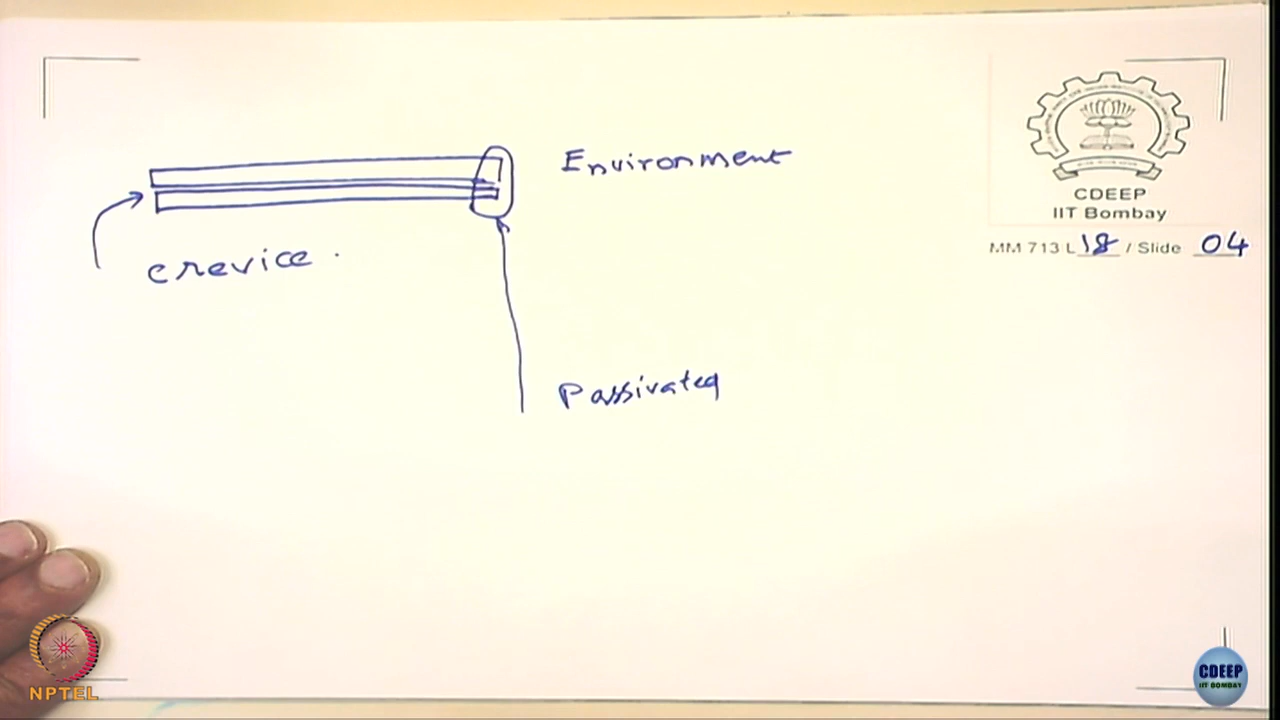 Environment
crevice.
Passivated
CDEEP
IIT Bombay
MM 713 L 18 / Slide 04
NPTEL
CDEEP
IIT BOMBAY